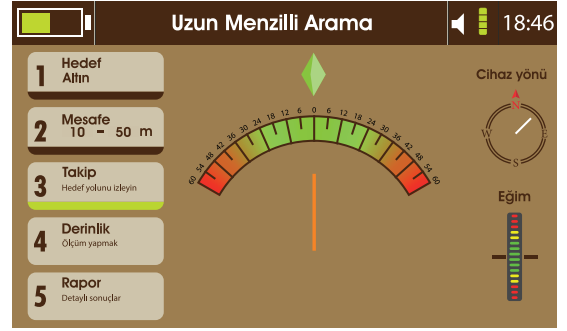 Uzun Menzilli Arama
18:46
1 Hedef
Altın
2 Mesafe
10 - 50 m
3 Takip
Hedef yolunu izleyin
4 Derinlik
Ölçüm yapmak
5 Rapor
Detaylı sonuçlar
60 54 48 42 36 30 24 18 12 6 0 6 12 18 24 30 36 42 48 54 60
Cihaz yönü
N
W E
S
Eğim